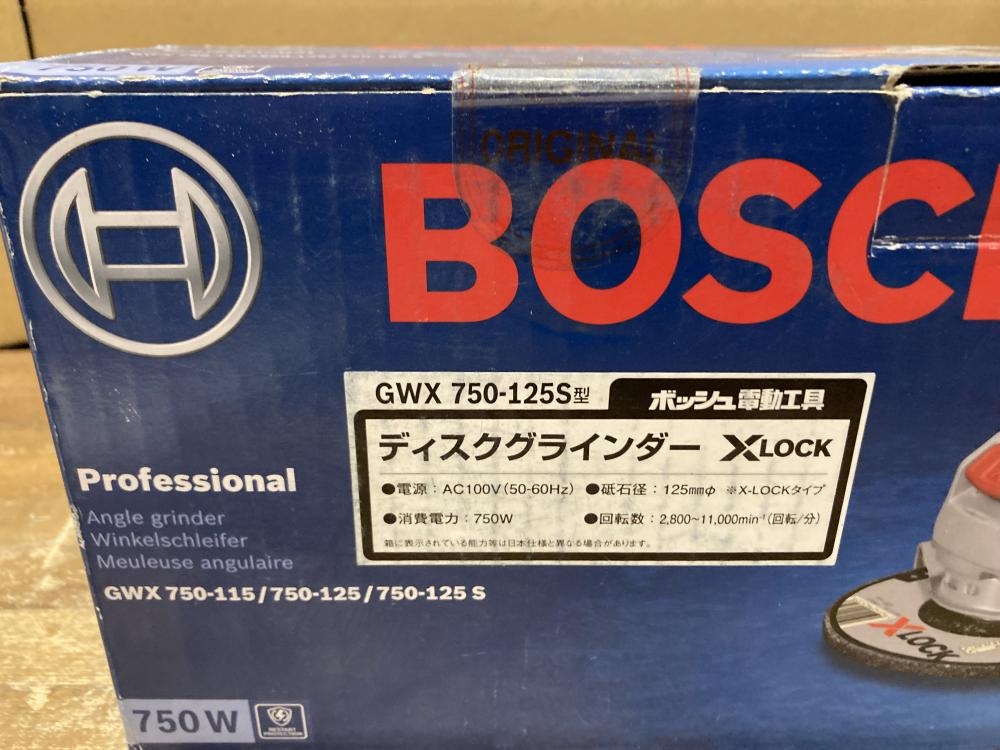 ORIGINAL
BOSCH
GWX 750-125S型 ボッシュ電動工具
ディスクグラインダー X LOCK
●電源：AC100V(50-60Hz) ●砥石径：125mmφ ※X-LOCKタイプ
●消費電力：750W ●回転数：2,800~11,000min⁻¹(回転/分)
箱に表示されている能力等は日本仕様と異なる場合があります。
Professional
Angle grinder
Winkelschleifer
Meuleuse angulaire
GWX 750-115/750-125/750-125 S
XLOCK
750 W
RESTART
PROTECTION